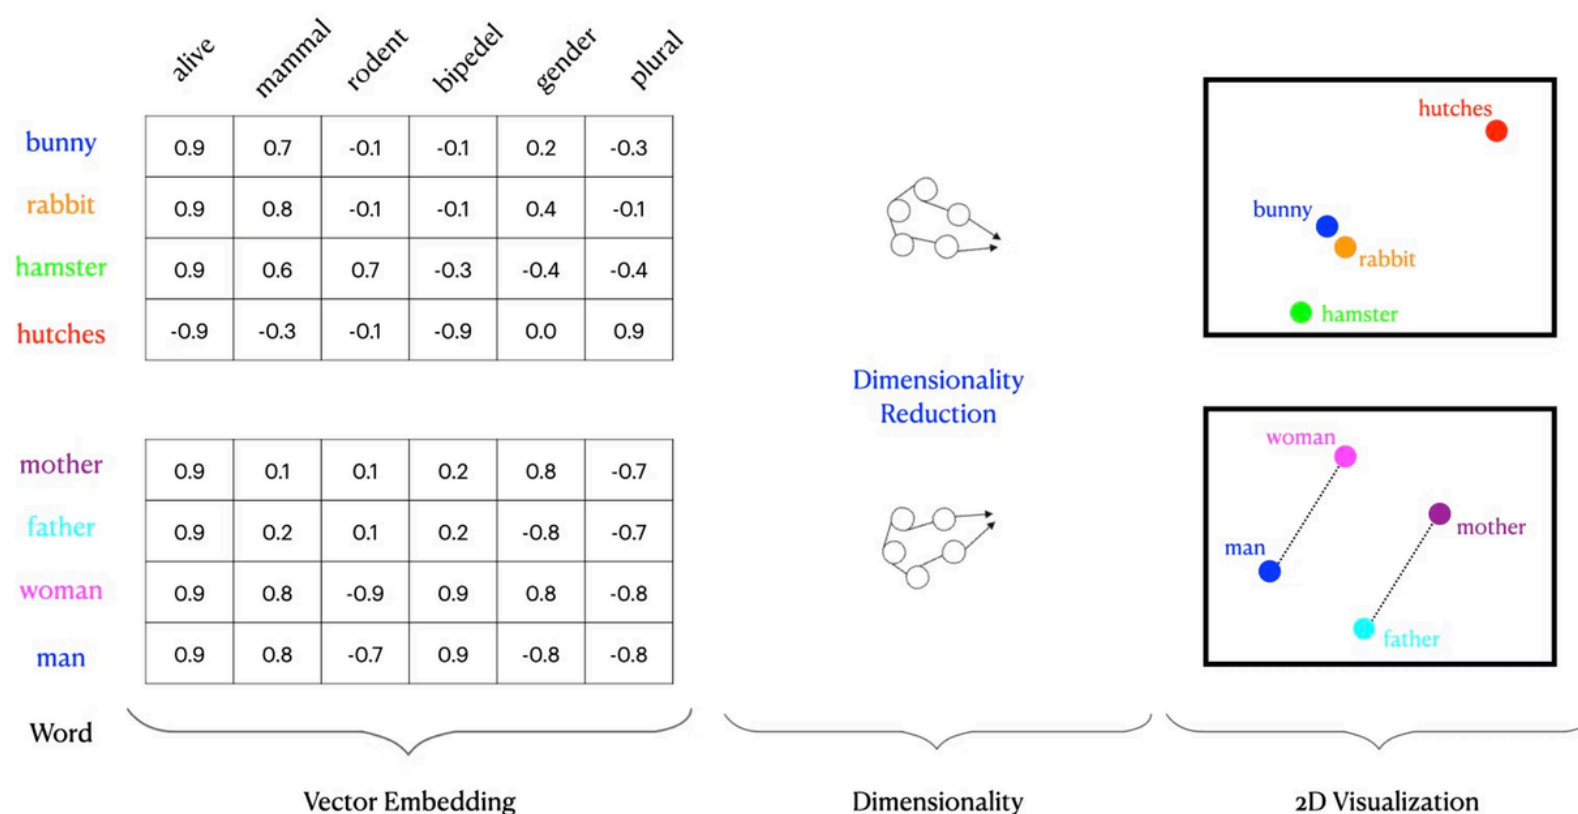 alive mammal rodent bipedel gender plural
bunny 0.9 0.7 -0.1 -0.1 0.2 -0.3
rabbit 0.9 0.8 -0.1 -0.1 0.4 -0.1
hamster 0.9 0.6 0.7 -0.3 -0.4 -0.4
hutches -0.9 -0.3 -0.1 -0.9 0.0 0.9
hutches
bunny
rabbit
hamster
Dimensionality
Reduction
mother 0.9 0.1 0.1 0.2 0.8 -0.7
father 0.9 0.2 0.1 0.2 -0.8 -0.7
woman 0.9 0.8 -0.9 0.9 0.8 -0.8
man 0.9 0.8 -0.7 0.9 -0.8 -0.8
woman
mother
man
father
Word
Vector Embedding
Dimensionality
2D Visualization